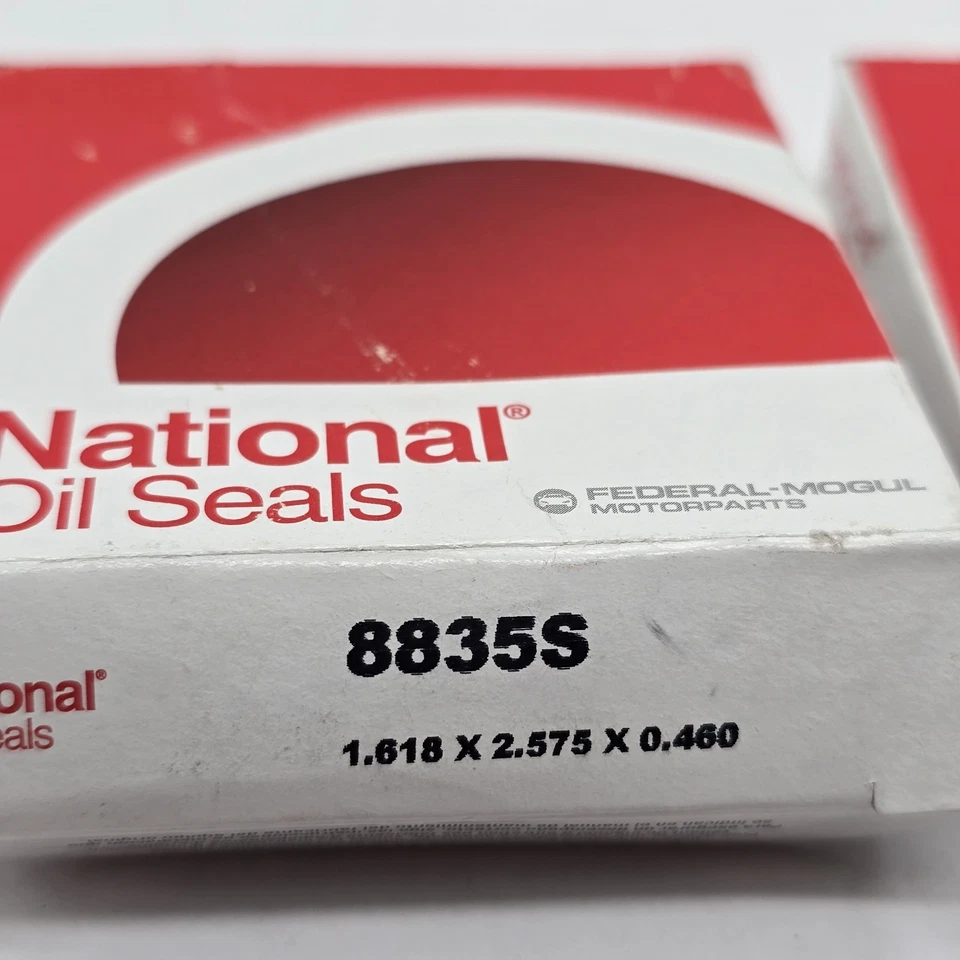 National®
Oil Seals
FEDERAL-MOGUL
MOTORPARTS
8835S
onal®
eals
1.618 X 2.575 X 0.460